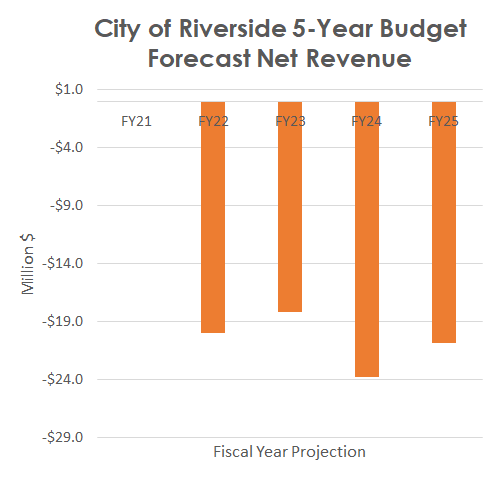 City of Riverside 5-Year Budget
Forecast Net Revenue
$1.0
FY21 FY22 FY23 FY24 FY25
-$4.0
-$9.0
-$14.0
-$19.0
-$24.0
-$29.0
Million $
Fiscal Year Projection